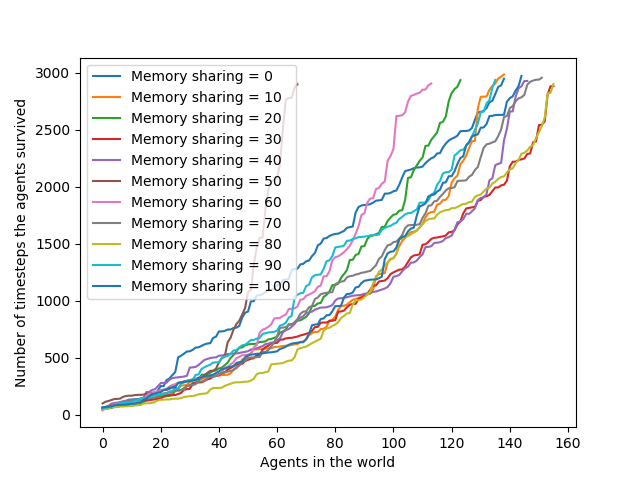 3000
2500
2000
1500
1000
500
0
Number of timesteps the agents survived
Memory sharing = 0
Memory sharing = 10
Memory sharing = 20
Memory sharing = 30
Memory sharing = 40
Memory sharing = 50
Memory sharing = 60
Memory sharing = 70
Memory sharing = 80
Memory sharing = 90
Memory sharing = 100
0 20 40 60 80 100 120 140 160
Agents in the world